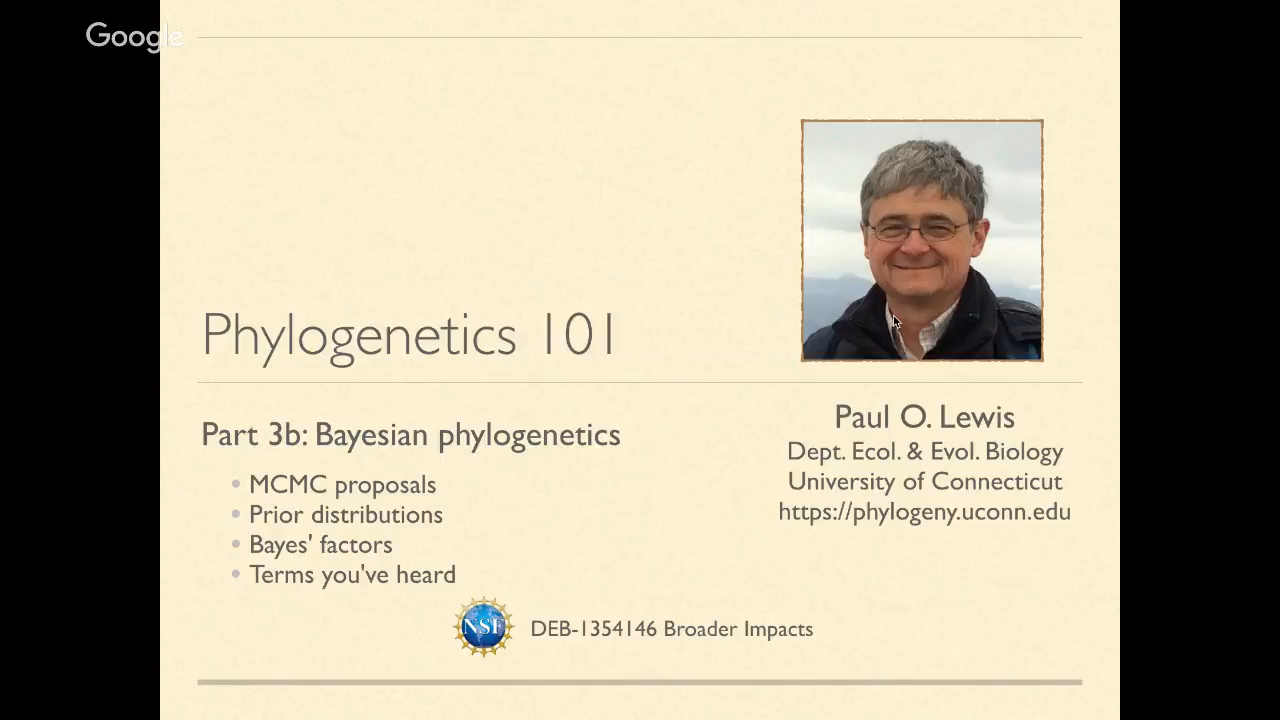 Google
Phylogenetics 101
Part 3b: Bayesian phylogenetics
• MCMC proposals
• Prior distributions
• Bayes' factors
• Terms you've heard
Paul O. Lewis
Dept. Ecol. & Evol. Biology
University of Connecticut
https://phylogeny.uconn.edu
NSF
DEB-1354146 Broader Impacts